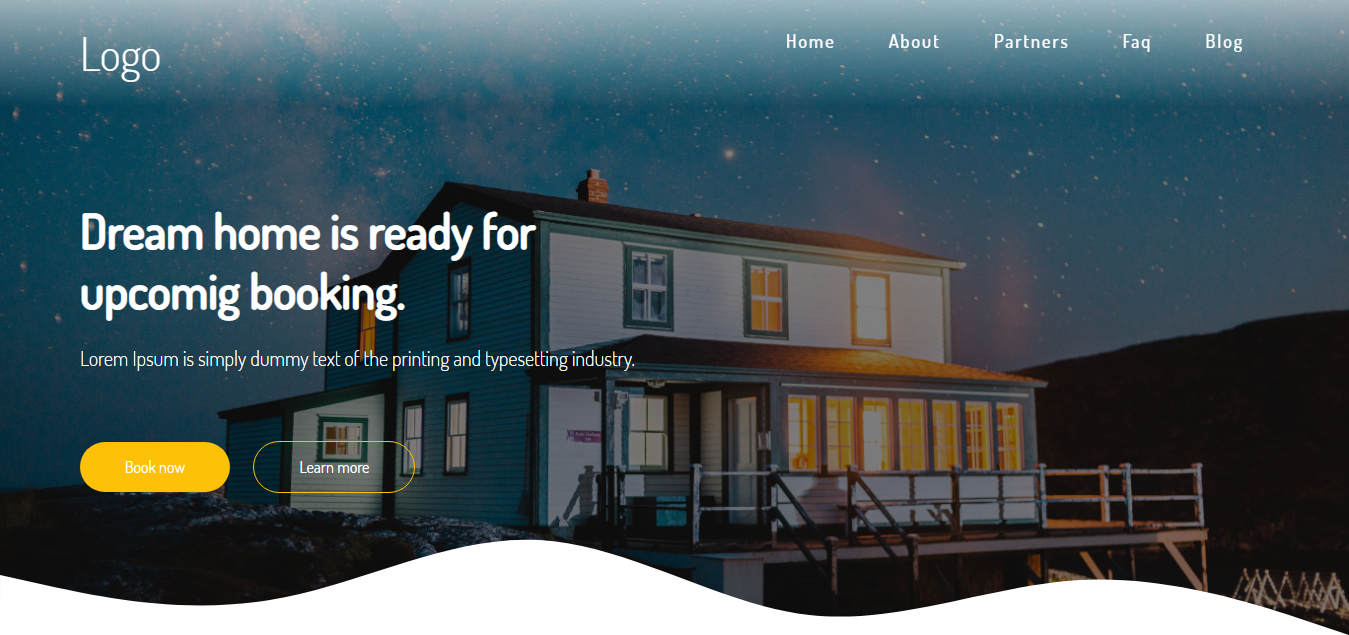 Logo
Home About Partners Faq Blog
Dream home is ready for
upcomig booking.
Lorem Ipsum is simply dummy text of the printing and typesetting industry.
Book now Learn more